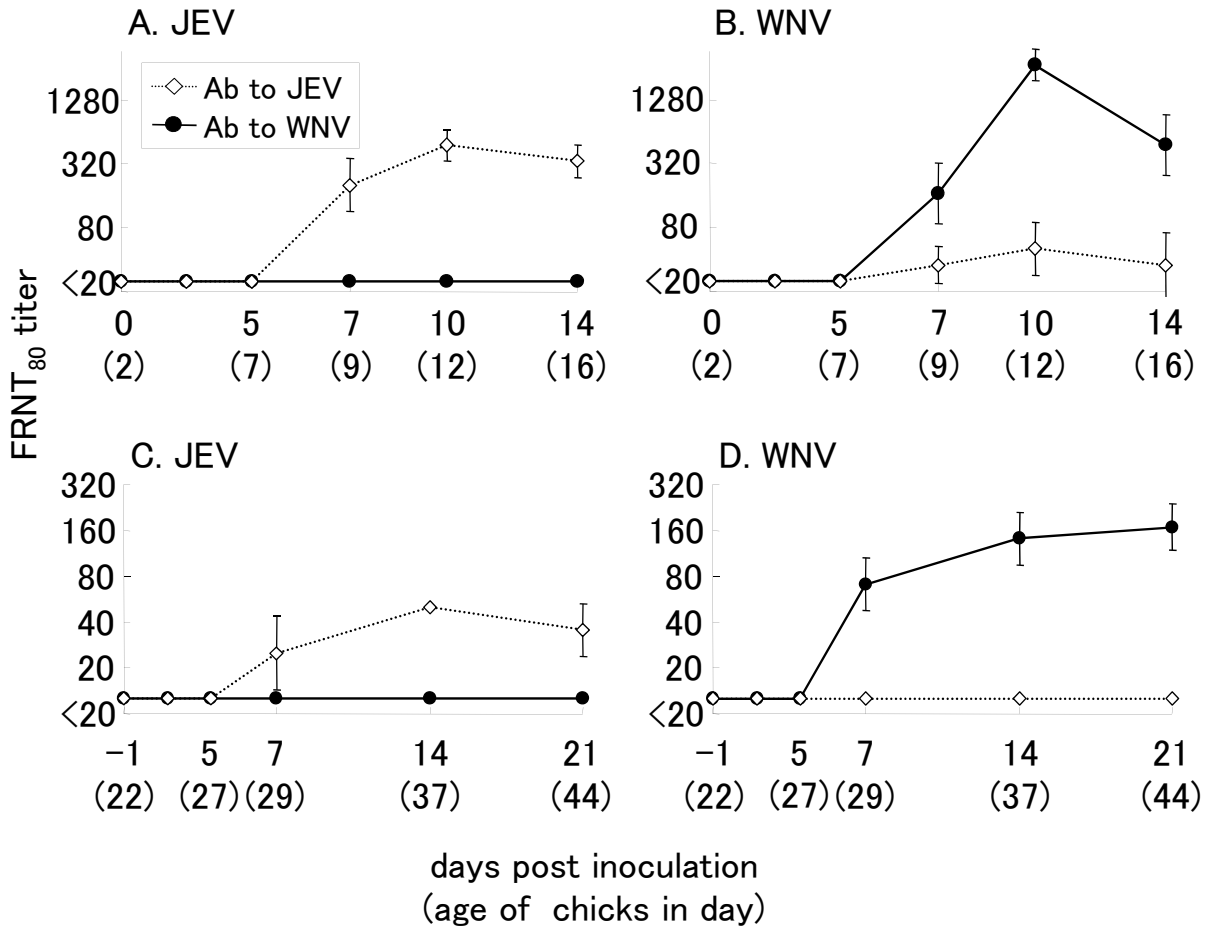 A. JEV
Ab to JEV
Ab to WNV
1280
320
80
<20
0 5 7 10 14
(2) (7) (9) (12) (16)
B. WNV
1280
320
80
<20
0 5 7 10 14
(2) (7) (9) (12) (16)
FRNT80 titer
C. JEV
320
160
80
40
20
<20
−1 5 7 14 21
(22) (27) (29) (37) (44)
D. WNV
320
160
80
40
20
<20
−1 5 7 14 21
(22) (27) (29) (37) (44)
days post inoculation
(age of chicks in day)